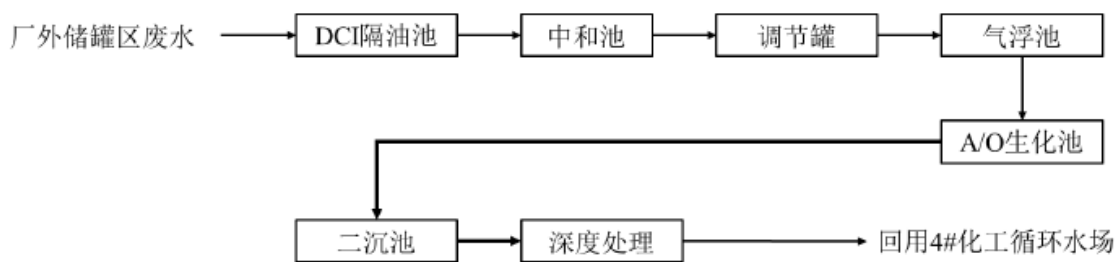 厂外储罐区废水 DCI隔油池 中和池 调节罐 气浮池
A/O生化池
二沉池 深度处理 回用4#化工循环水场